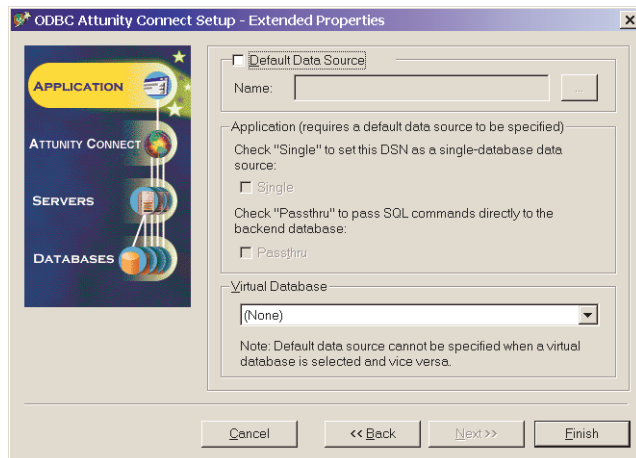 ODBC Attunity Connect Setup - Extended Properties
APPLICATION
ATTUNITY CONNECT
SERVERS
DATABASES
Default Data Source
Name:
...
Application (requires a default data source to be specified)
Check "Single" to set this DSN as a single-database data
source:
Single
Check "Passthru" to pass SQL commands directly to the
backend database:
Passthru
Virtual Database
(None)
Note: Default data source cannot be specified when a virtual
database is selected and vice versa.
Cancel
<< Back
Next >>
Finish